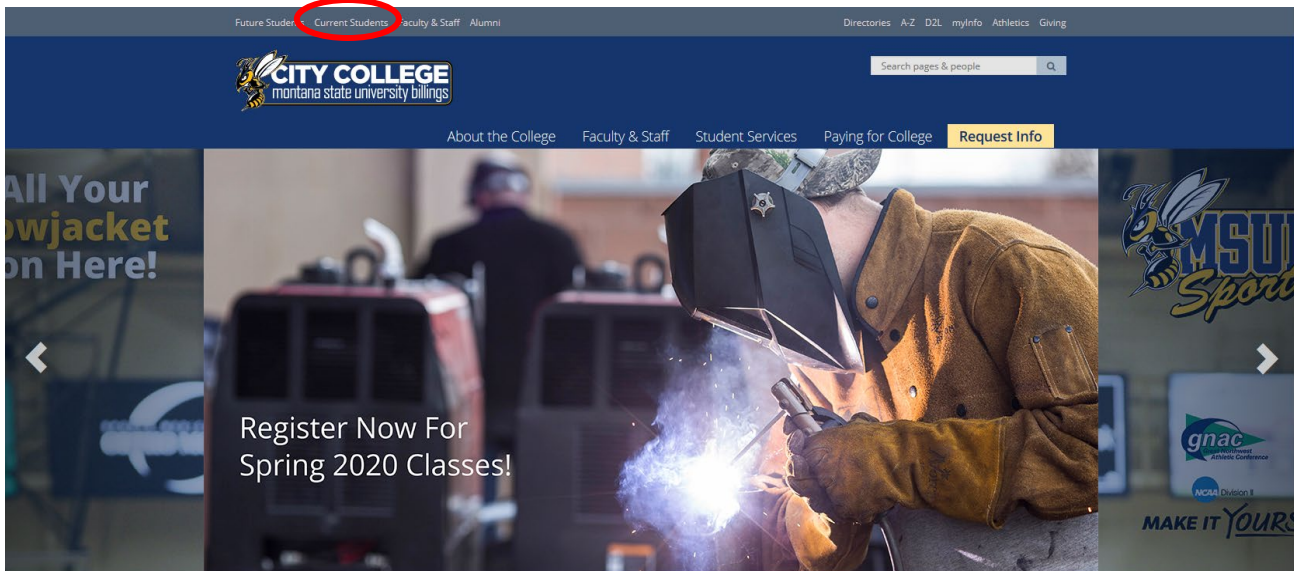 Future Students Current Students Faculty & Staff Alumni
Directories A-Z D2L myInfo Athletics Giving
CITY COLLEGE
montana state university billings
Search pages & people
About the College Faculty & Staff Student Services Paying for College Request Info
All Your
owjacket
on Here!
Register Now For
Spring 2020 Classes!
MSUB
Sport
gnac
Great Northwest
Athletic Conference
NCAA Division II
MAKE IT YOURS